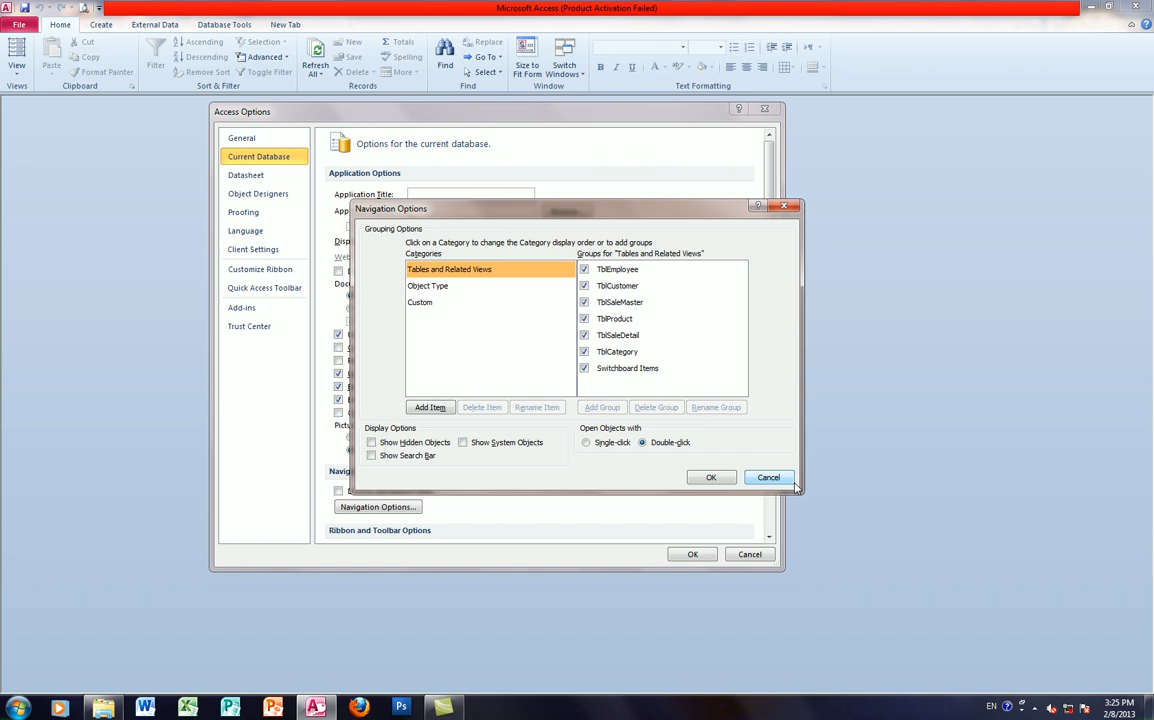 Microsoft Access (Product Activation Failed)
File Home Create External Data Database Tools New Tab
View
Views
Paste
Cut
Copy
Format Painter
Clipboard
Filter
Ascending
Descending
Remove Sort
Selection
Advanced
Toggle Filter
Sort & Filter
Refresh All
New
Save
Delete
Totals
Spelling
More
Records
Find
Replace
Go To
Select
Find
Size to Fit Form
Switch Windows
Window
B I U A
Text Formatting
Access Options
General
Current Database
Datasheet
Object Designers
Proofing
Language
Client Settings
Customize Ribbon
Quick Access Toolbar
Add-ins
Trust Center
Options for the current database.
Application Options
Application Title:
Navigation Options
Grouping Options
Click on a Category to change the Category display order or to add groups
Categories
Groups for "Tables and Related Views"
Tables and Related Views
Object Type
Custom
TblEmployee
TblCustomer
TblSaleMaster
TblProduct
TblSaleDetail
TblCategory
Switchboard Items
Add Item Delete Item Rename Item
Add Group Delete Group Rename Group
Display Options
Show Hidden Objects Show System Objects
Show Search Bar
Open Objects with
Single-click Double-click
OK Cancel
Navigation Options...
Ribbon and Toolbar Options
OK Cancel
EN
3:25 PM
2/8/2013